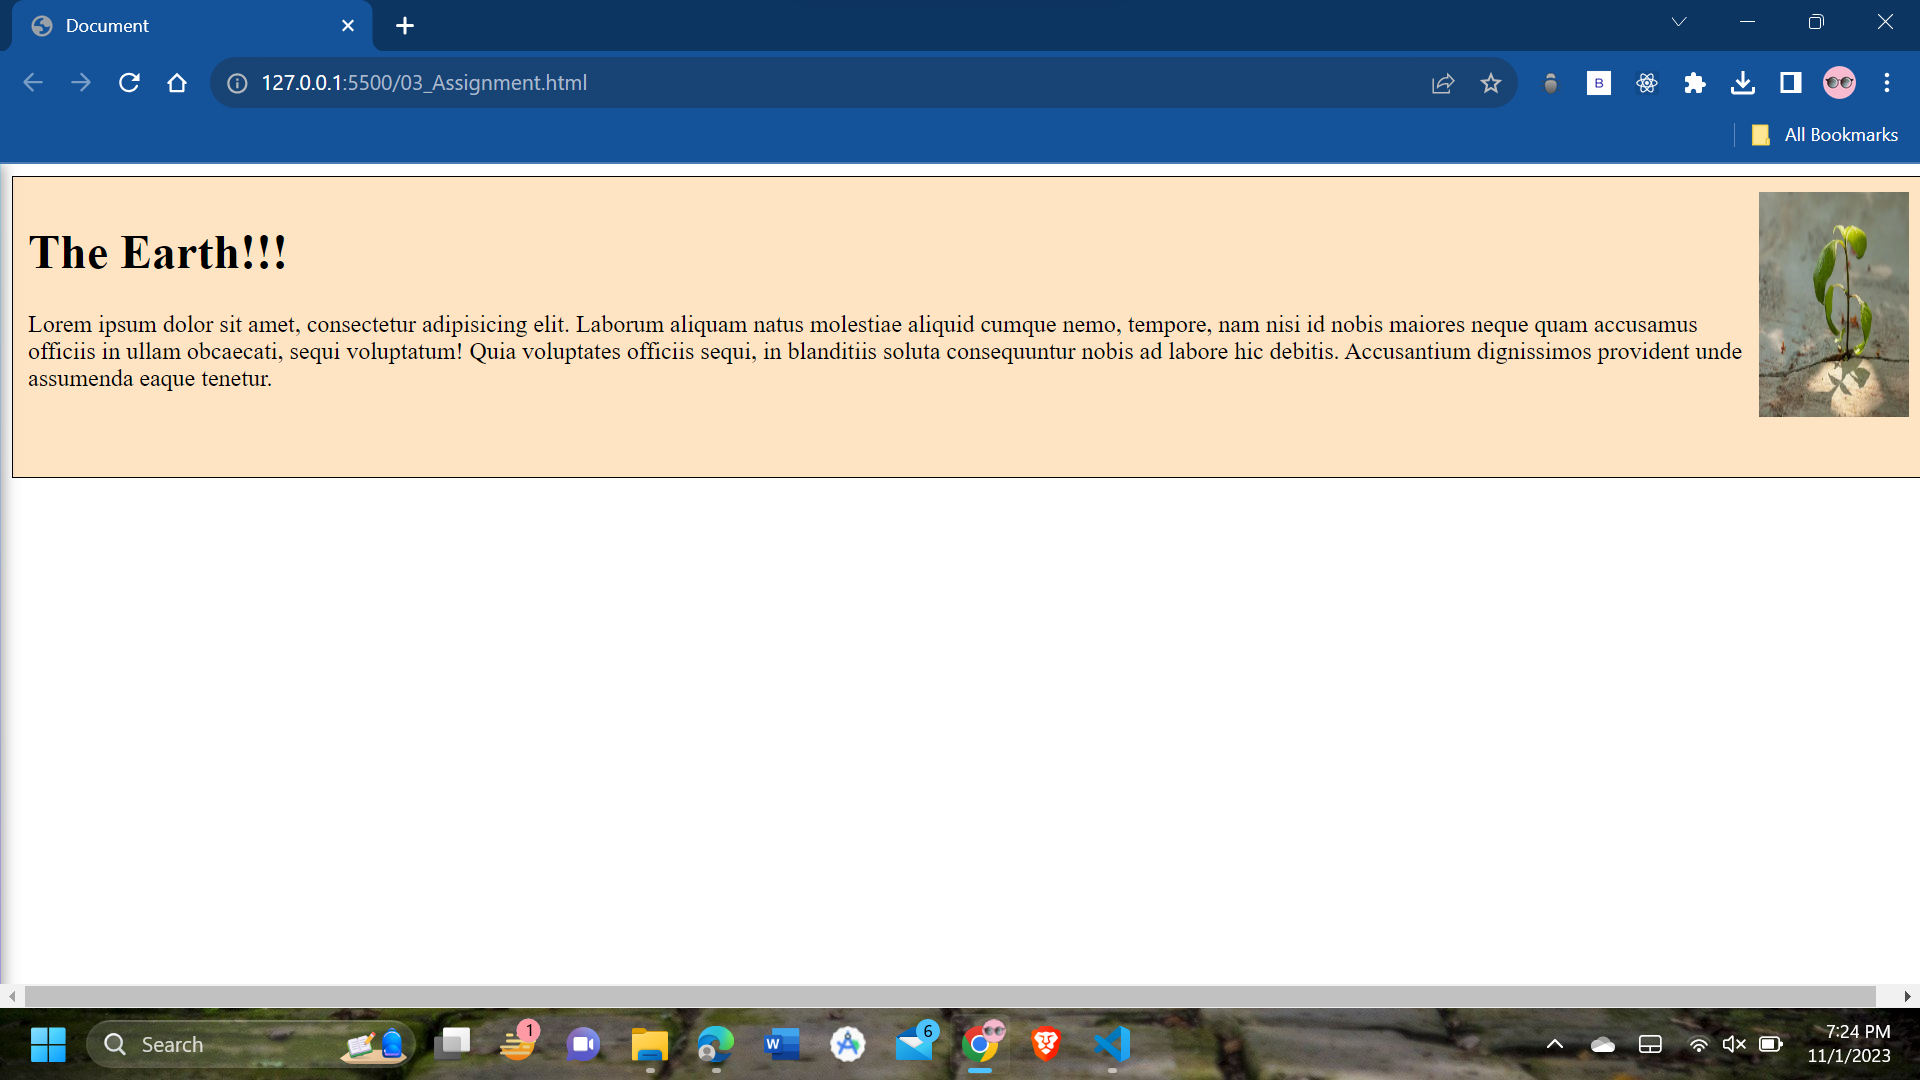 Document
127.0.0.1:5500/03_Assignment.html
B
All Bookmarks
The Earth!!!
Lorem ipsum dolor sit amet, consectetur adipisicing elit. Laborum aliquam natus molestiae aliquid cumque nemo, tempore, nam nisi id nobis maiores neque quam accusamus
officiis in ullam obcaecati, sequi voluptatum! Quia voluptates officiis sequi, in blanditiis soluta consequuntur nobis ad labore hic debitis. Accusantium dignissimos provident unde
assumenda eaque tenetur.
Search
1
W
6
7:24 PM
11/1/2023